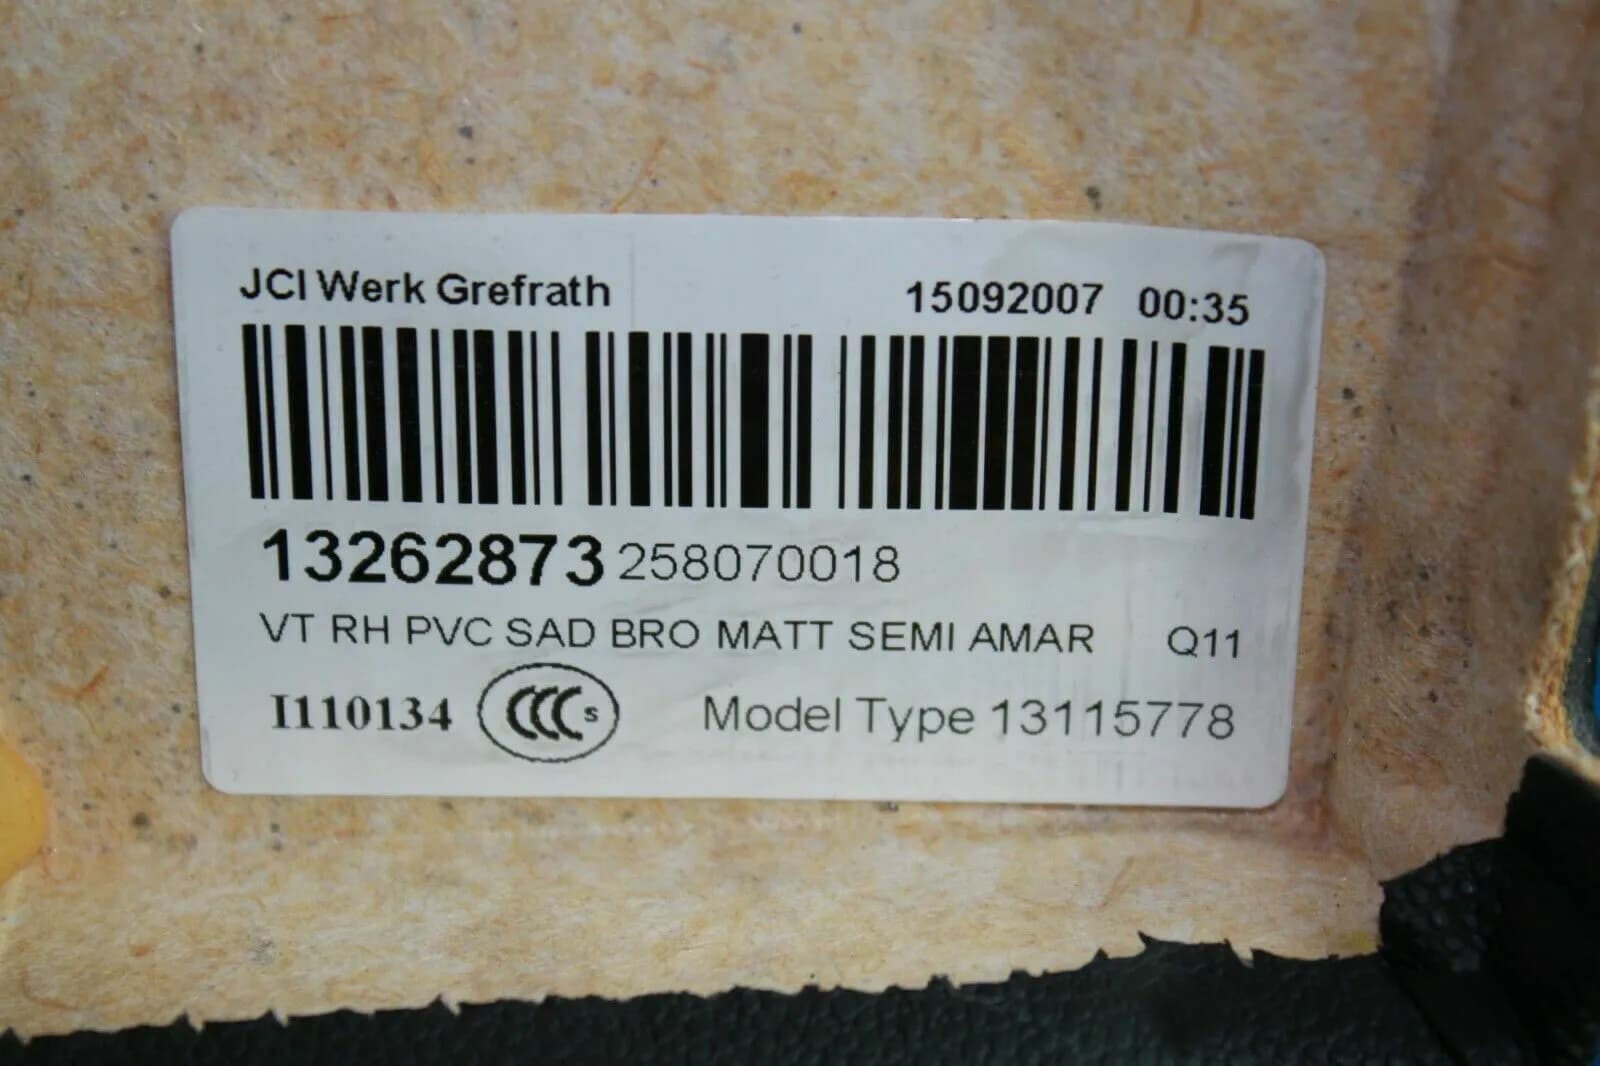 JCI Werk Grefrath 15092007 00:35
13262873 258070018
VT RH PVC SAD BRO MATT SEMI AMAR Q11
I110134 CCC S Model Type 13115778